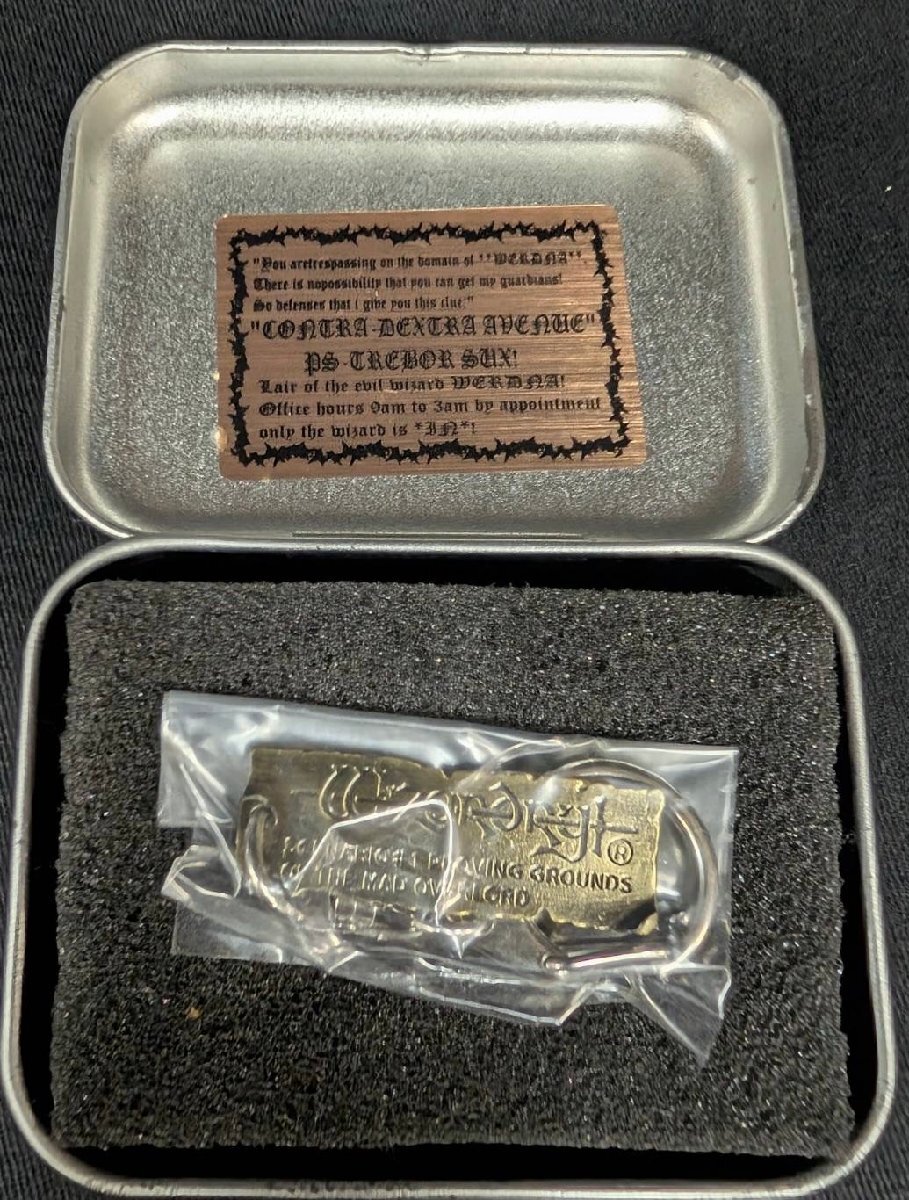 "You aretrespassing on the domain of **WERDNA**
There is nopossibility that you can get my guardians!
So defenses that i give you this clue."
"CONTRA-DEXTRA AVENUE"
PS-TREBOR SUX!
Lair of the evil wizard WERDNA!
Office hours 9am to 3am by appointment
only the wizard is *IN*!
Wizardry®
PROVING GROUNDS
OF THE MAD OVERLORD